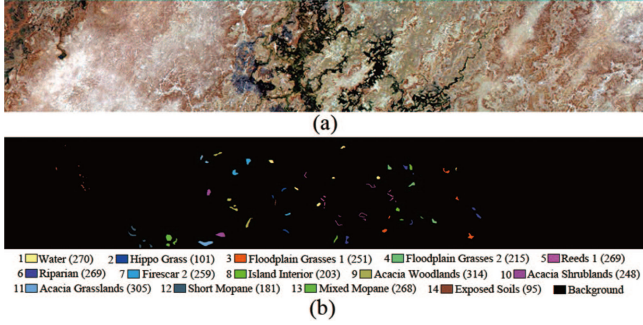 (a)
1 Water (270) 2 Hippo Grass (101) 3 Floodplain Grasses 1 (251) 4 Floodplain Grasses 2 (215) 5 Reeds 1 (269)
6 Riparian (269) 7 Firescar 2 (259) 8 Island Interior (203) 9 Acacia Woodlands (314) 10 Acacia Shrublands (248)
11 Acacia Grasslands (305) 12 Short Mopane (181) 13 Mixed Mopane (268) 14 Exposed Soils (95) Background
(b)